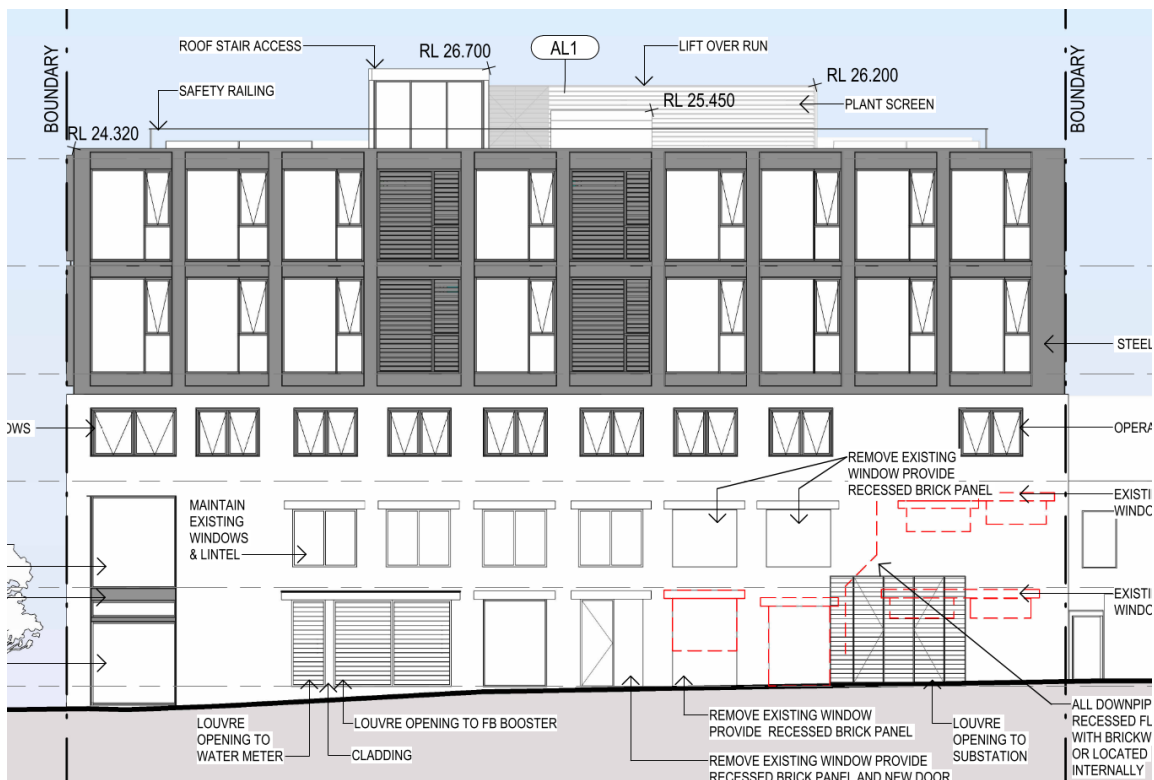 ROOF STAIR ACCESS
RL 26.700
AL1
LIFT OVER RUN
RL 26.200
SAFETY RAILING
RL 25.450
PLANT SCREEN
BOUNDARY
BOUNDARY
RL 24.320
STEEL
OWS
OPERA
REMOVE EXISTING
WINDOW PROVIDE
RECESSED BRICK PANEL
MAINTAIN
EXISTING
WINDOWS
& LINTEL
EXISTI
WINDO
EXISTI
WINDO
LOUVRE
OPENING TO
WATER METER
LOUVRE OPENING TO FB BOOSTER
CLADDING
REMOVE EXISTING WINDOW
PROVIDE RECESSED BRICK PANEL
REMOVE EXISTING WINDOW PROVIDE
RECESSED BRICK PANEL AND NEW DOOR
LOUVRE
OPENING TO
SUBSTATION
ALL DOWNPIP
RECESSED FL
WITH BRICKW
OR LOCATED
INTERNALLY